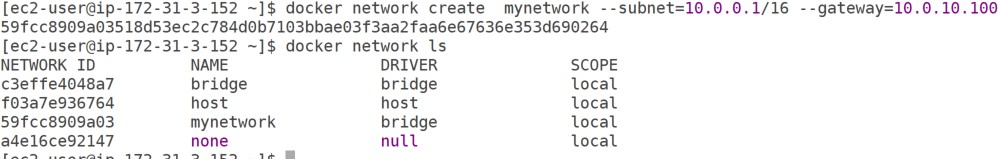 [ec2-user@ip-172-31-3-152 ~]$ docker network create  mynetwork --subnet=10.0.0.1/16 --gateway=10.0.10.100
59fcc8909a03518d53ec2c784d0b7103bbae03f3aa2faa6e67636e353d690264
[ec2-user@ip-172-31-3-152 ~]$ docker network ls
NETWORK ID          NAME                DRIVER              SCOPE
c3effe4048a7        bridge              bridge              local
f03a7e936764        host                host                local
59fcc8909a03        mynetwork           bridge              local
a4e16ce92147        none                null                local
[ec2-user@ip-172-31-3-152 ~]$